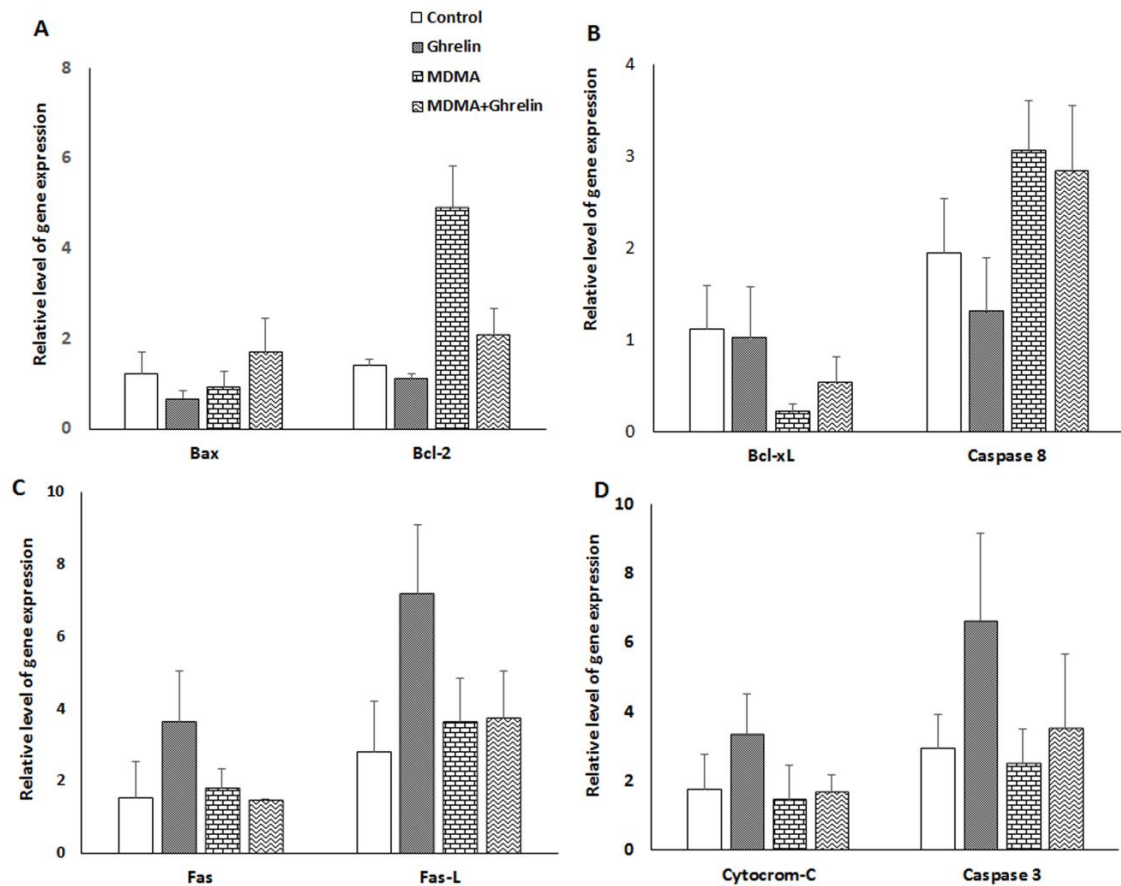 A
Control
Ghrelin
MDMA
MDMA+Ghrelin
Relative level of gene expression
8
6
4
2
0
Bax Bcl-2
B
Relative level of gene expression
4
3
2
1
0
Bcl-xL Caspase 8
C
Relative level of gene expression
10
8
6
4
2
0
Fas Fas-L
D
Relative level of gene expression
10
8
6
4
2
0
Cytocrom-C Caspase 3